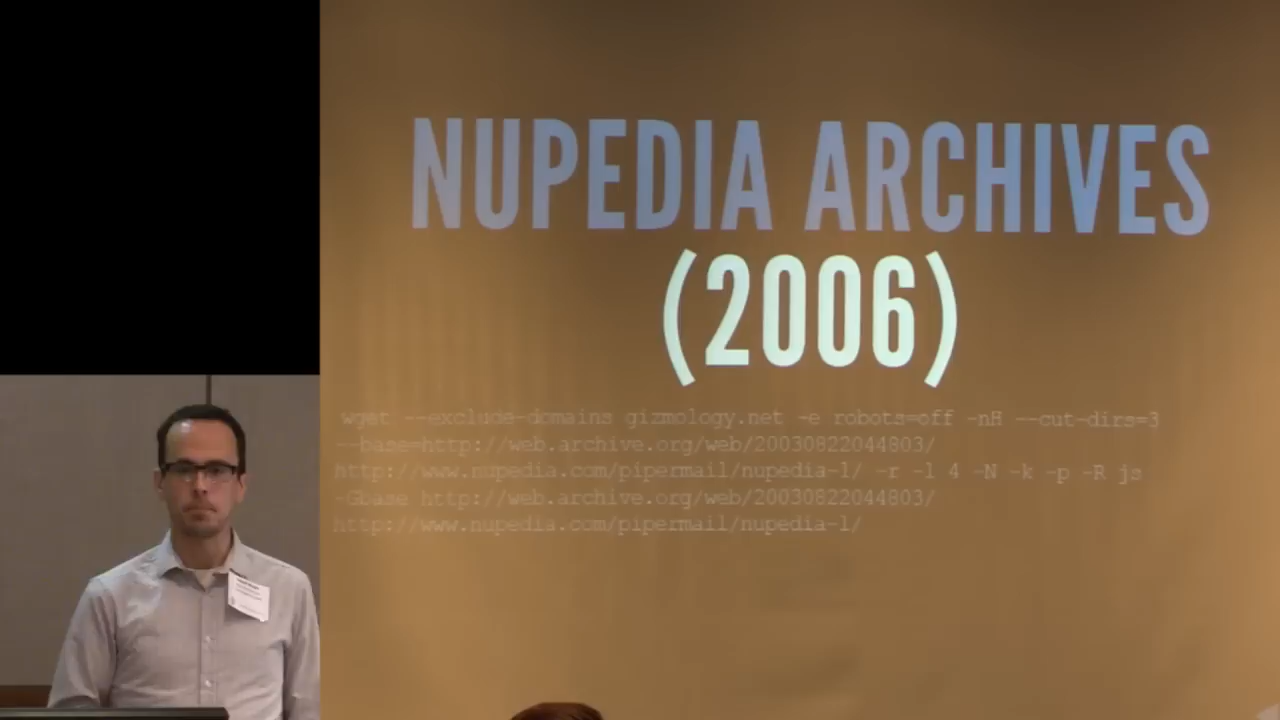 NUPEDIA ARCHIVES
(2006)
wget --exclude-domains gizmology.net -e robots=off -nH --cut-dirs=3
--base=http://web.archive.org/web/20030822044803/
http://www.nupedia.com/pipermail/nupedia-l/ -r -l 4 -N -k -p -R js
-Gbase http://web.archive.org/web/20030822044803/
http://www.nupedia.com/pipermail/nupedia-l/